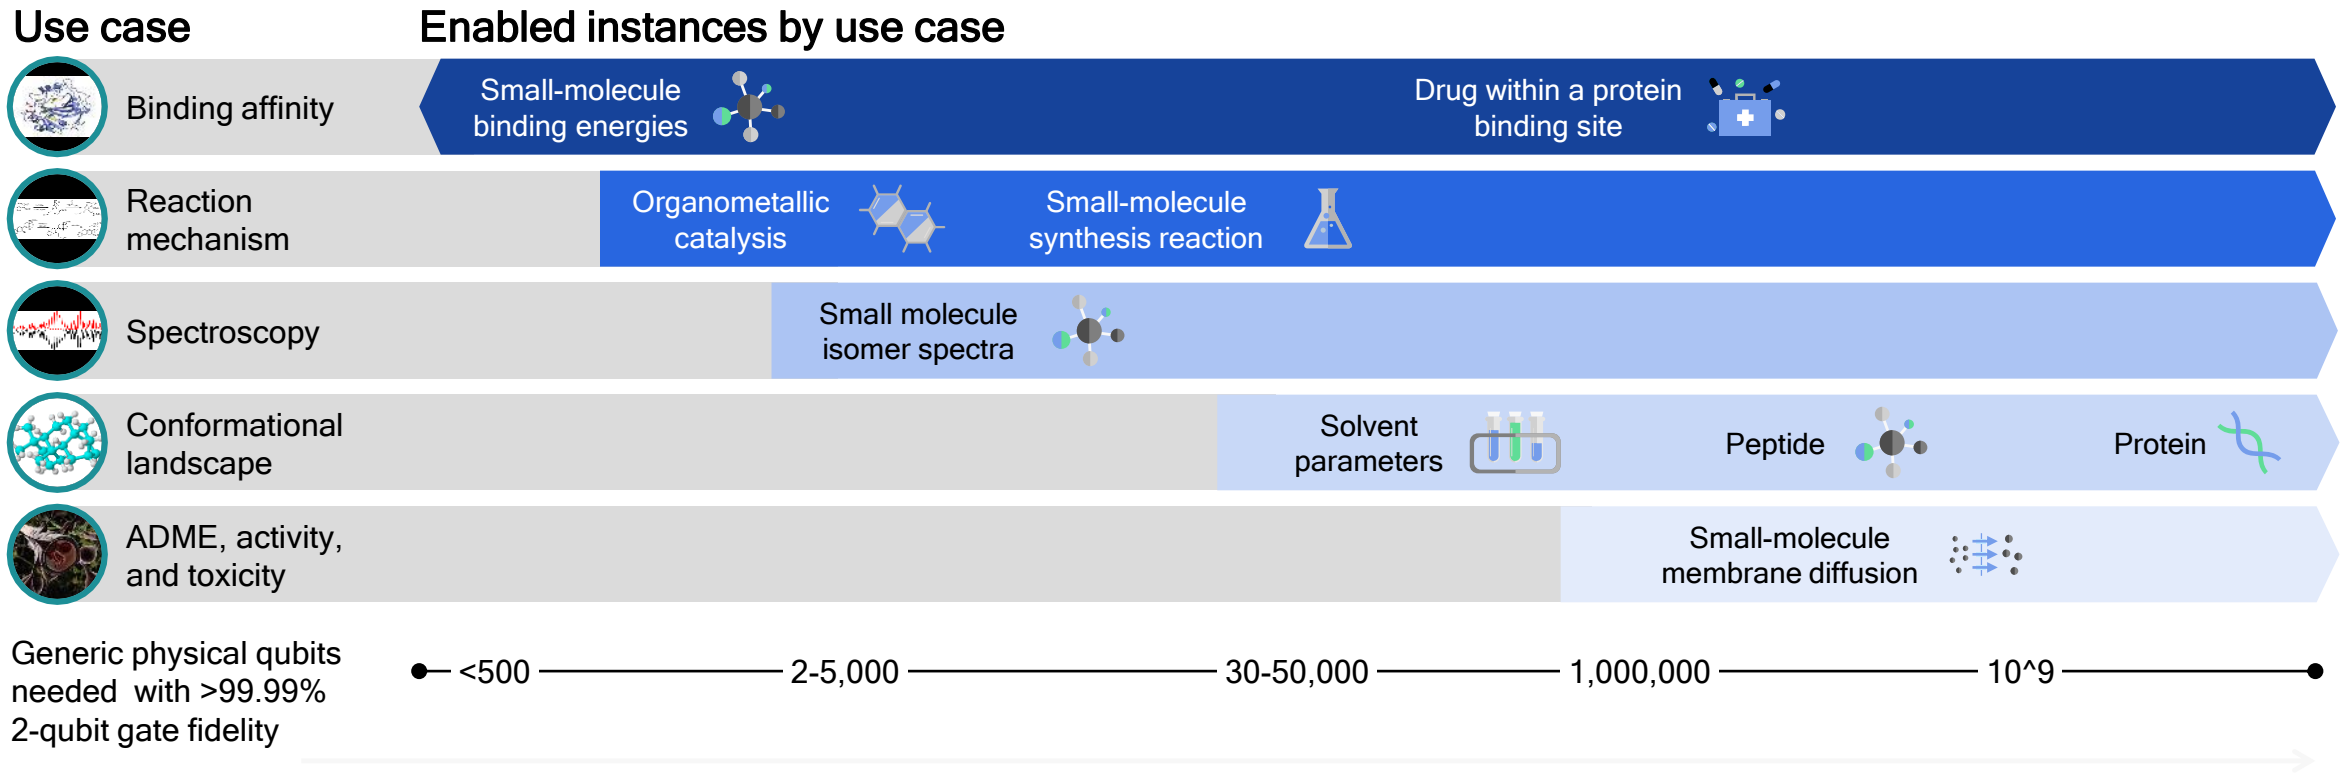 Use case
Enabled instances by use case
Binding affinity
Small-molecule
binding energies
Drug within a protein
binding site
Reaction
mechanism
Organometallic
catalysis
Small-molecule
synthesis reaction
Spectroscopy
Small molecule
isomer spectra
Conformational
landscape
Solvent
parameters
Peptide
Protein
ADME, activity,
and toxicity
Small-molecule
membrane diffusion
Generic physical qubits
needed with >99.99%
2-qubit gate fidelity
<500
2-5,000
30-50,000
1,000,000
10^9